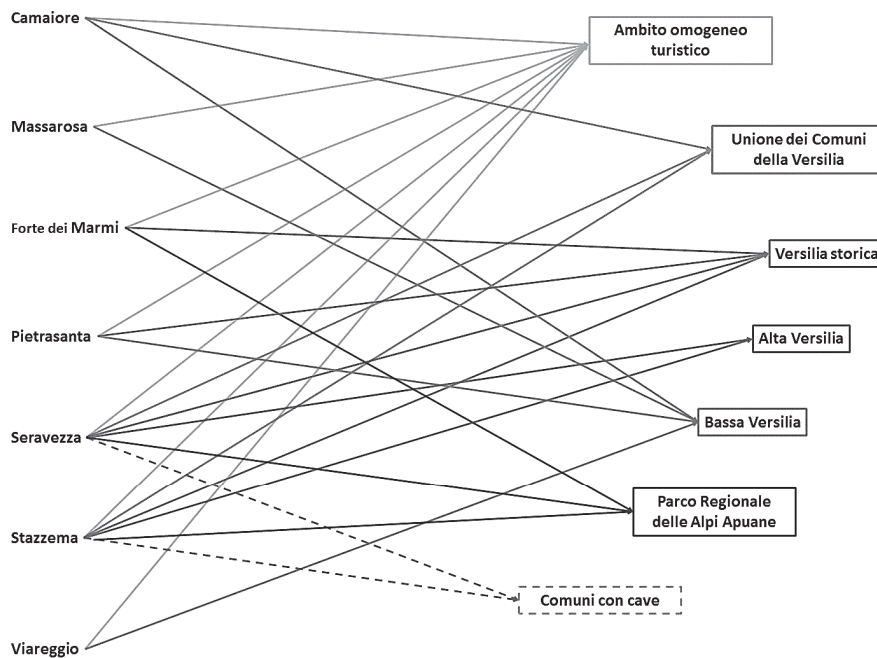 Camaiore
Massarosa
Forte dei Marmi
Pietrasanta
Seravezza
Stazzema
Viareggio
Ambito omogeneo
turistico
Unione dei Comuni
della Versilia
Versilia storica
Alta Versilia
Bassa Versilia
Parco Regionale
delle Alpi Apuane
Comuni con cave